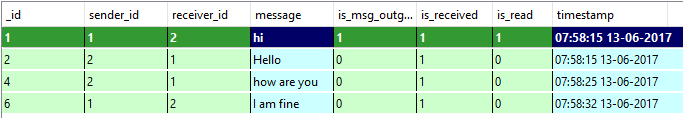 _id sender_id receiver_id message is_msg_outg... is_received is_read timestamp
1 1 2 hi 1 1 1 07:58:15 13-06-2017
2 2 1 Hello 0 1 0 07:58:15 13-06-2017
4 2 1 how are you 0 1 0 07:58:25 13-06-2017
6 1 2 I am fine 0 1 0 07:58:32 13-06-2017